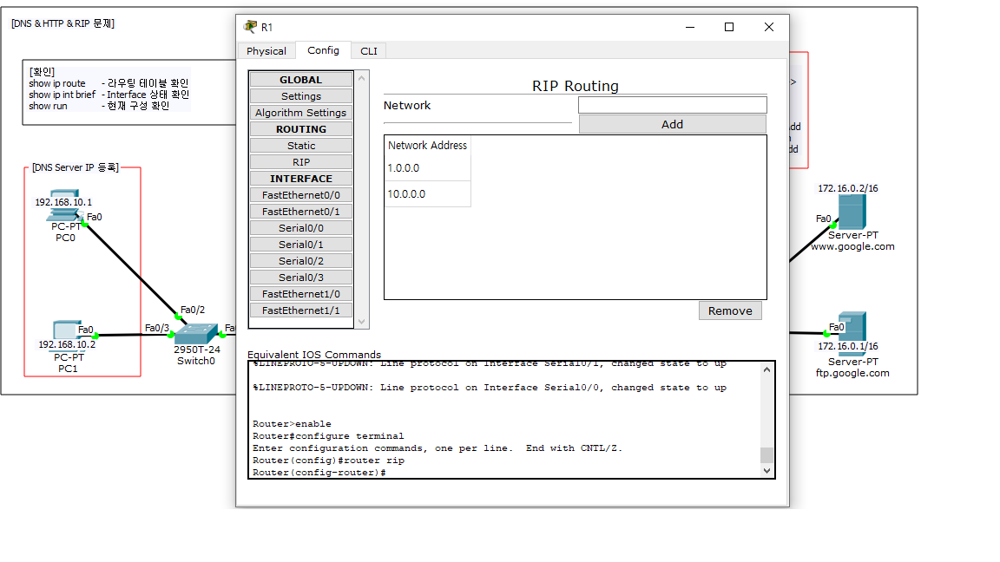 [DNS & HTTP & RIP 문제]
[확인]
show ip route - 라우팅 테이블 확인
show ip int brief - Interface 상태 확인
show run - 현재 구성 확인
[DNS Server IP 등록]
192.168.10.1
Fa0
PC-PT
PC0
Fa0
192.168.10.2
PC-PT
PC1
Fa0/2
Fa0/3
2950T-24
Switch0
R1
Physical
Config
CLI
GLOBAL
Settings
Algorithm Settings
ROUTING
Static
RIP
INTERFACE
FastEthernet0/0
FastEthernet0/1
Serial0/0
Serial0/1
Serial0/2
Serial0/3
FastEthernet1/0
FastEthernet1/1
RIP Routing
Network
Add
Network Address
1.0.0.0
10.0.0.0
Remove
Equivalent IOS Commands
%LINEPROTO-5-UPDOWN: Line protocol on Interface Serial0/1, changed state to up
%LINEPROTO-5-UPDOWN: Line protocol on Interface Serial0/0, changed state to up
Router>enable
Router#configure terminal
Enter configuration commands, one per line. End with CNTL/Z.
Router(config)#router rip
Router(config-router)#
>
172.16.0.2/16
Fa0
Server-PT
www.google.com
Fa0
172.16.0.1/16
Server-PT
ftp.google.com